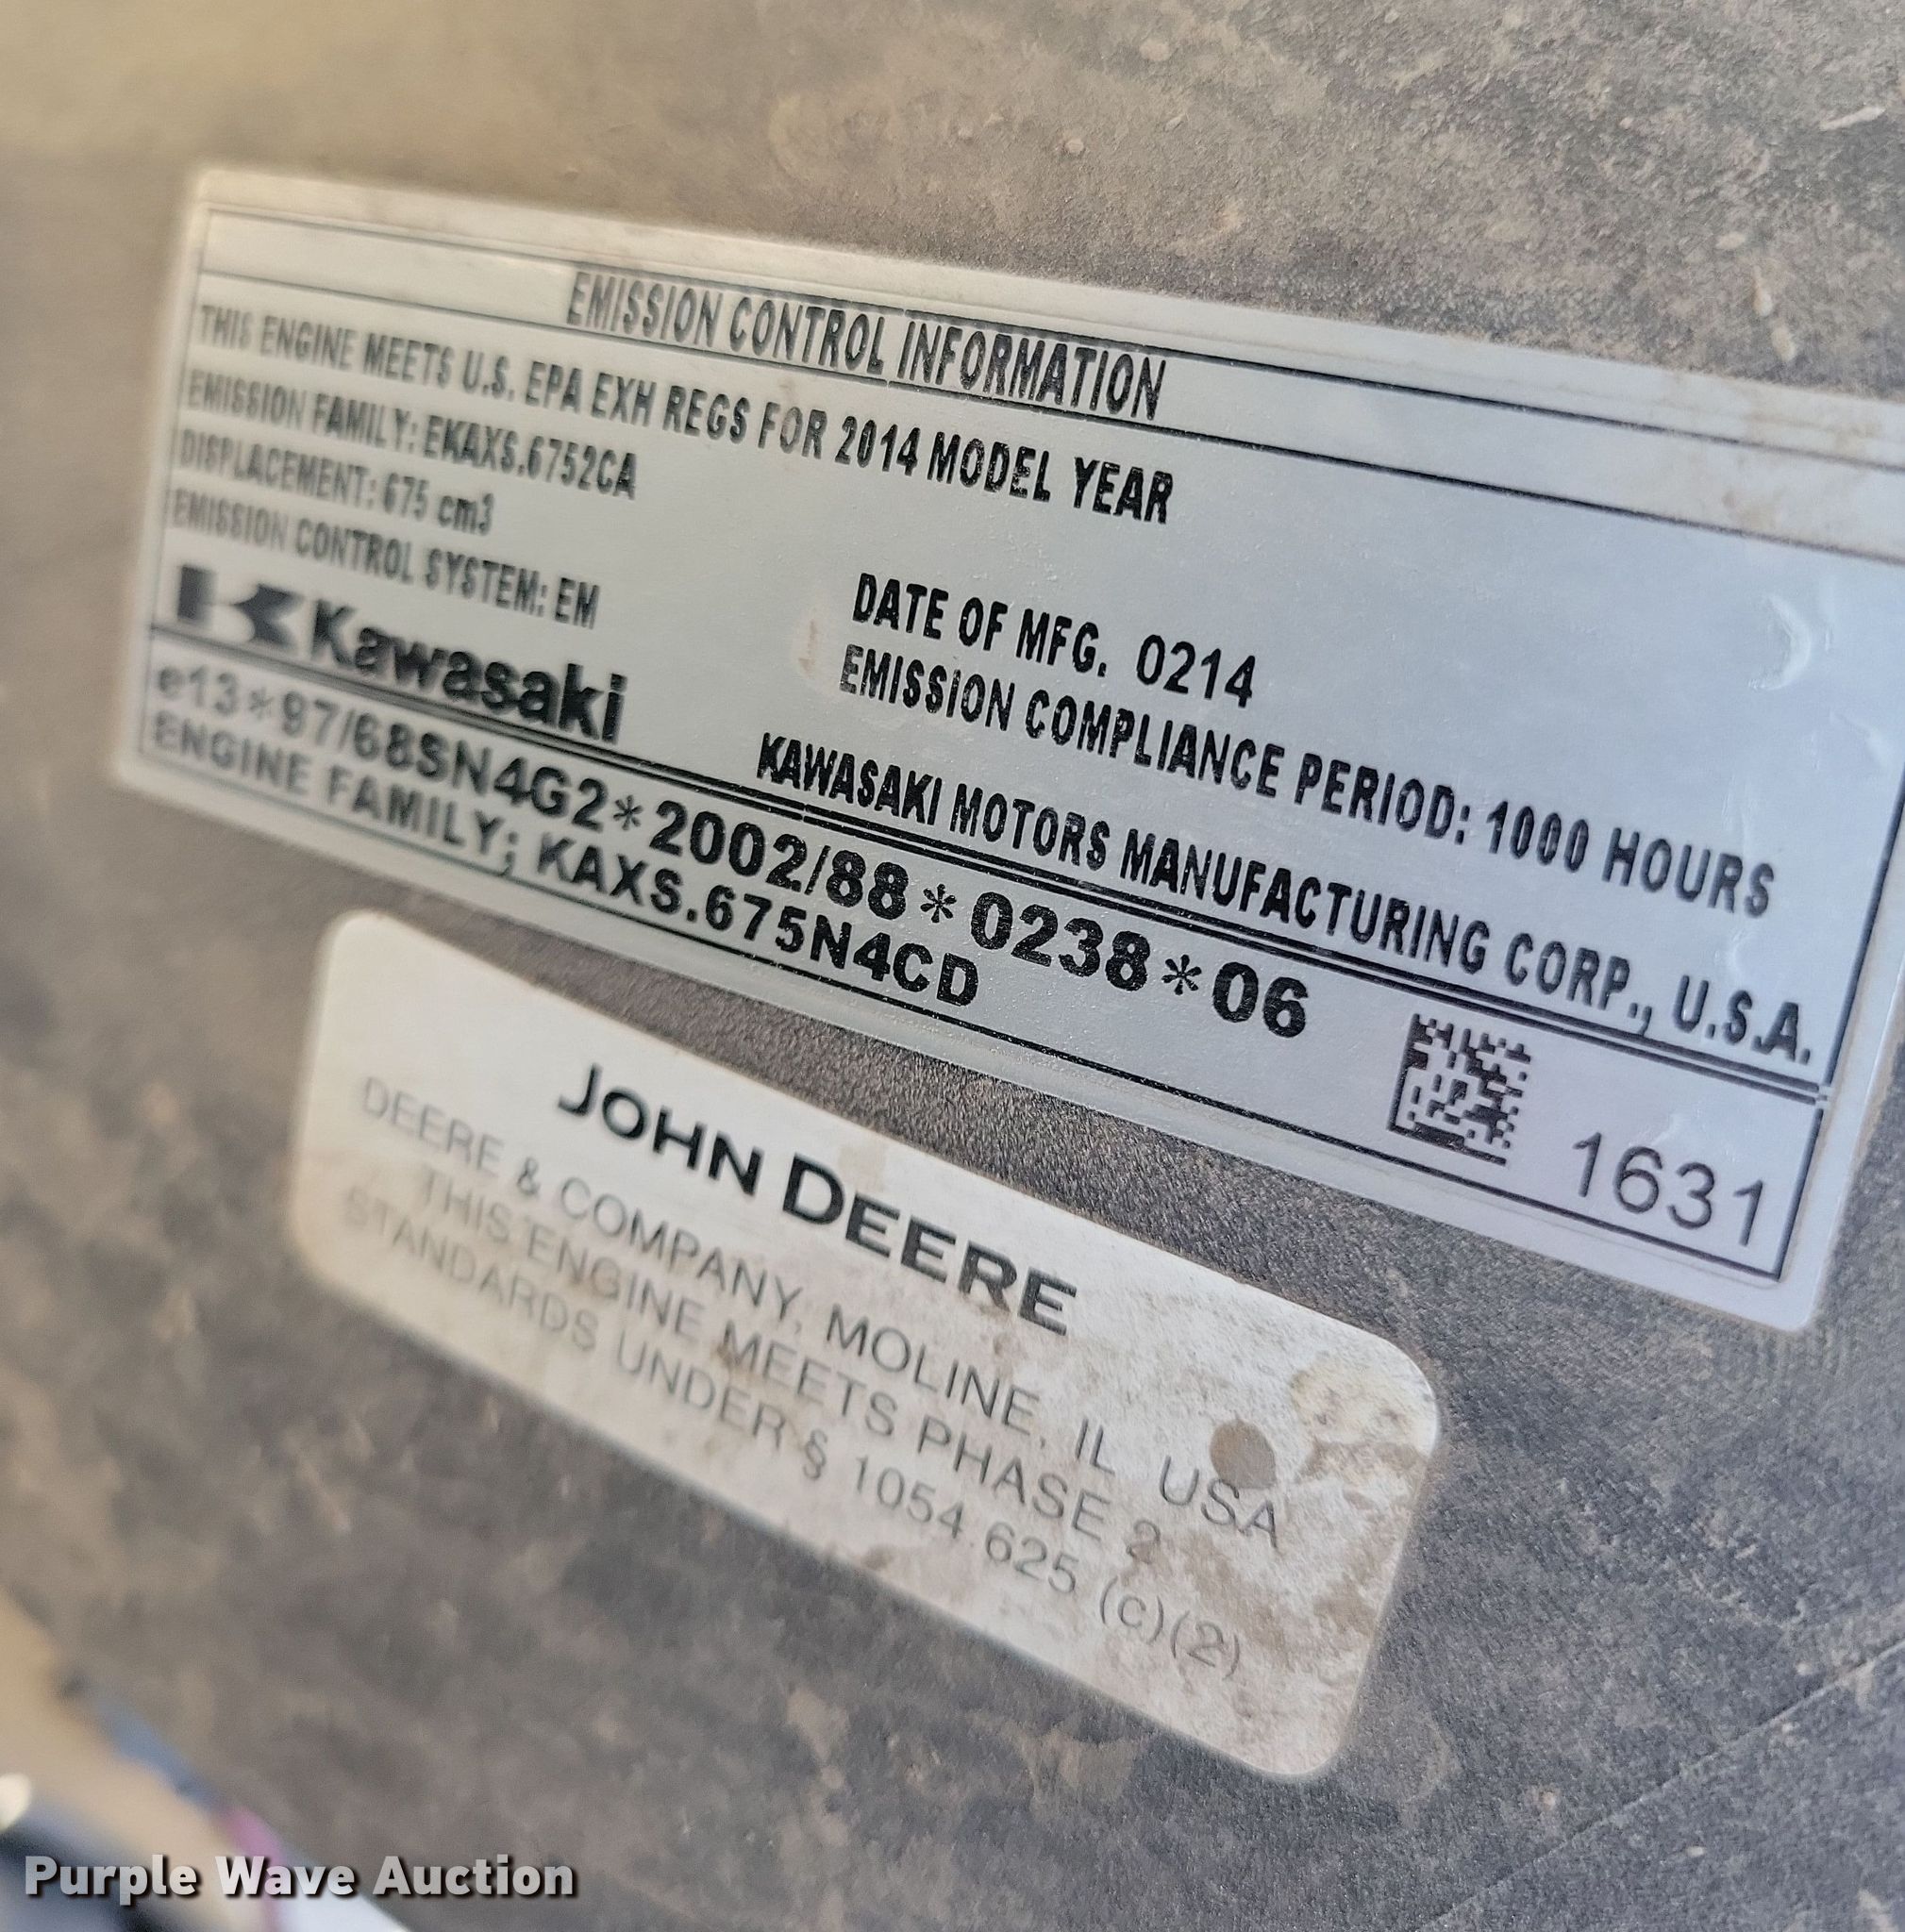 EMISSION CONTROL INFORMATION
THIS ENGINE MEETS U.S. EPA EXH REGS FOR 2014 MODEL YEAR
EMISSION FAMILY: EKAXS.6752CA
DISPLACEMENT: 675 cm3
EMISSION CONTROL SYSTEM: EM
DATE OF MFG. 0214
EMISSION COMPLIANCE PERIOD: 1000 HOURS
Kawasaki
KAWASAKI MOTORS MANUFACTURING CORP., U.S.A.
e13*97/68SN4G2*2002/88*0238*06
ENGINE FAMILY; KAXS.675N4CD
1631
JOHN DEERE
DEERE & COMPANY, MOLINE, IL USA
THIS ENGINE MEETS PHASE 2
STANDARDS UNDER § 1054.625 (c)(2)
Purple Wave Auction